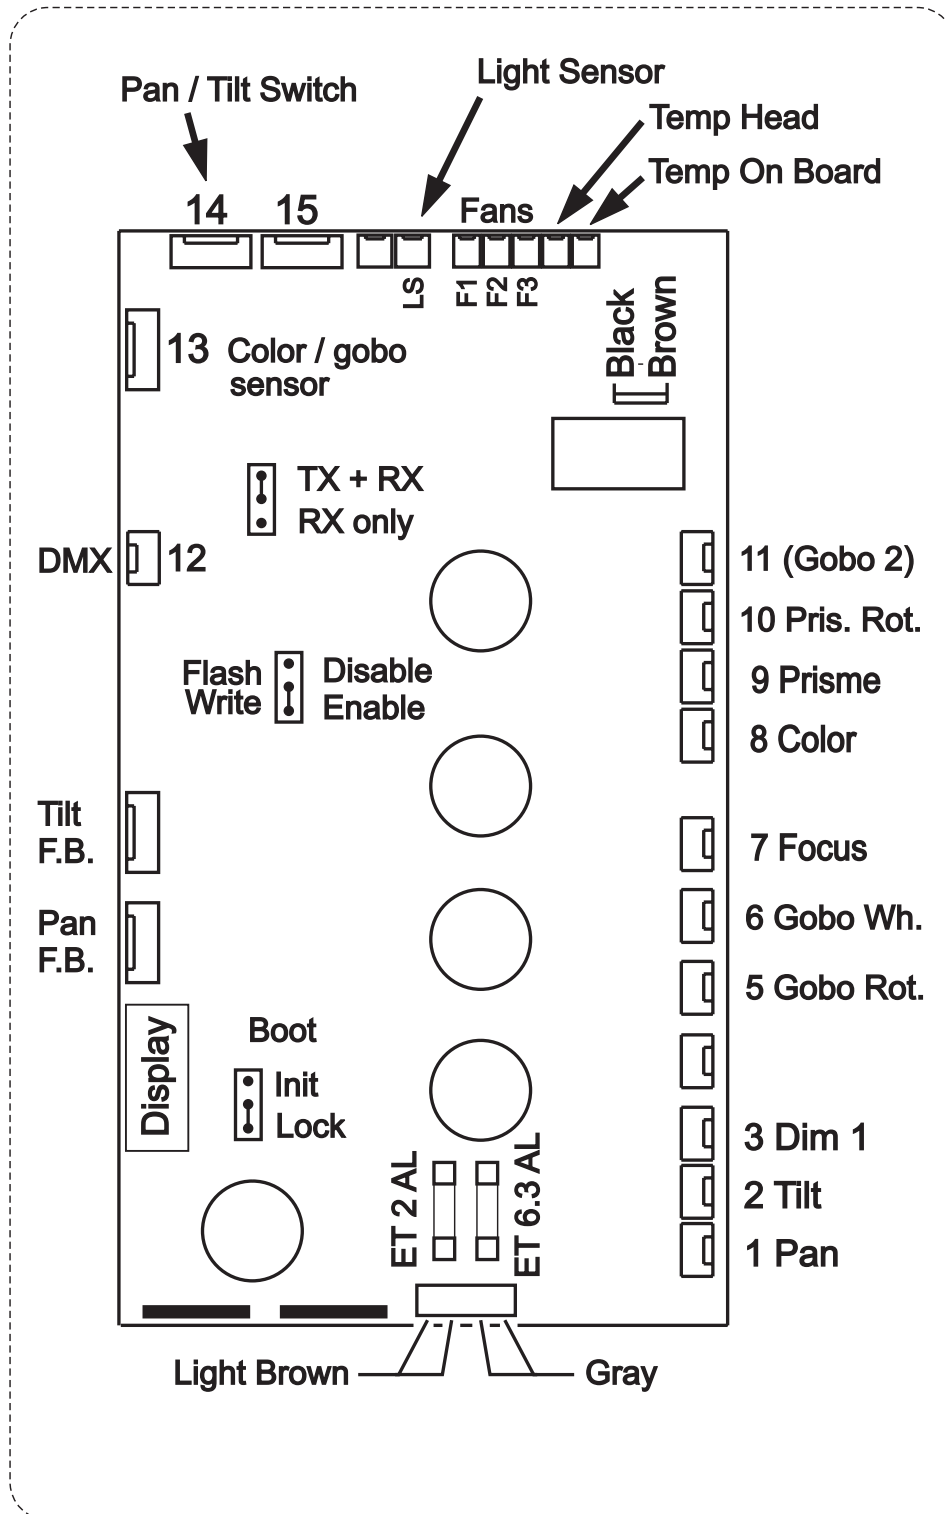 Light Sensor
Pan / Tilt Switch
Temp Head
Temp On Board
14
15
Fans
LS
F1
F2
F3
Black
Brown
13 Color / gobo
sensor
TX + RX
RX only
DMX
12
11 (Gobo 2)
10 Pris. Rot.
Flash
Write
Disable
Enable
9 Prisme
8 Color
Tilt
F.B.
7 Focus
Pan
F.B.
6 Gobo Wh.
5 Gobo Rot.
Display
Boot
Init
Lock
3 Dim 1
2 Tilt
1 Pan
ET 2 AL
ET 6.3 AL
Light Brown
Gray